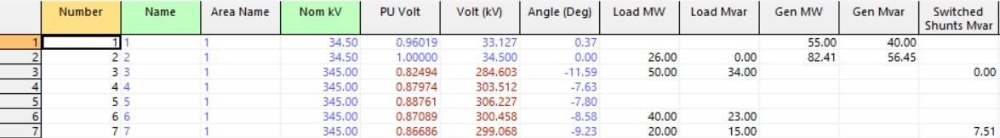 Number Name Area Name Nom kV PU Volt Volt (kV) Angle (Deg) Load MW Load Mvar Gen MW Gen Mvar Switched Shunts Mvar
1 1 1 1 34.50 0.96019 33.127 0.37 55.00 40.00
2 2 2 1 34.50 1.00000 34.500 0.00 26.00 0.00 82.41 56.45
3 3 3 1 345.00 0.82494 284.603 -11.59 50.00 34.00 0.00
4 4 4 1 345.00 0.87974 303.512 -7.63
5 5 5 1 345.00 0.88761 306.227 -7.80
6 6 6 1 345.00 0.87089 300.458 -8.58 40.00 23.00
7 7 7 1 345.00 0.86686 299.068 -9.23 20.00 15.00 7.51